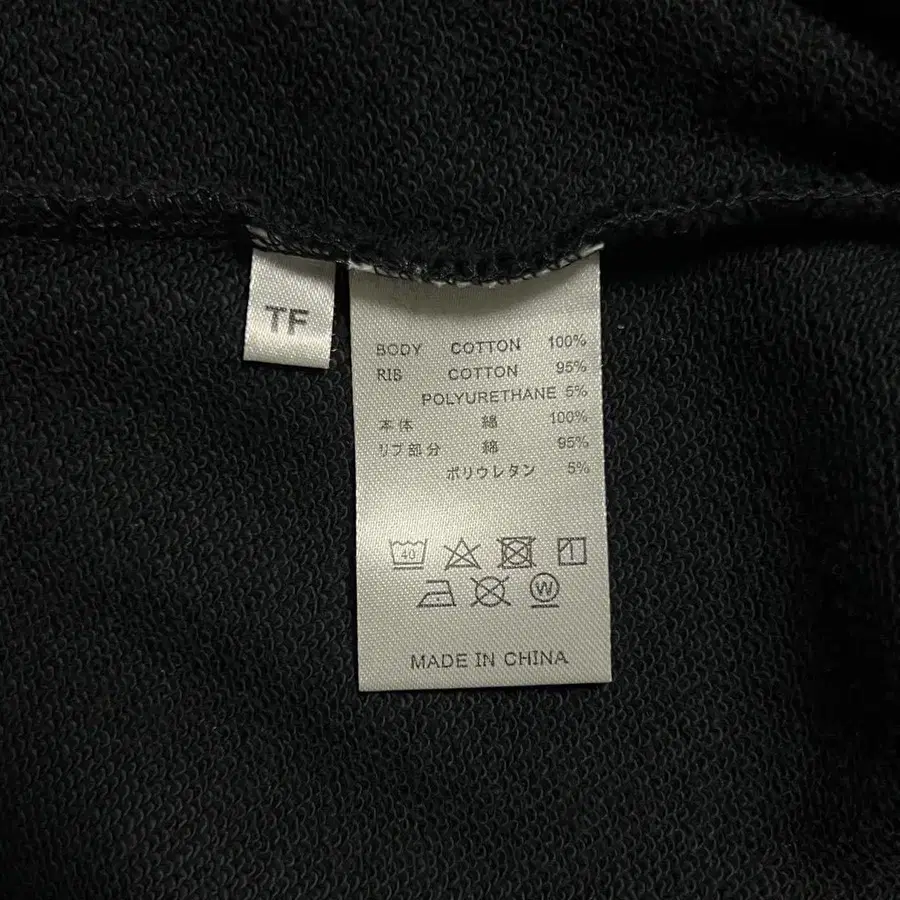 TF
BODY COTTON 100%
RIB COTTON 95%
POLYURETHANE 5%
本体 綿 100%
リブ部分 綿 95%
ポリウレタン 5%
40
W
MADE IN CHINA